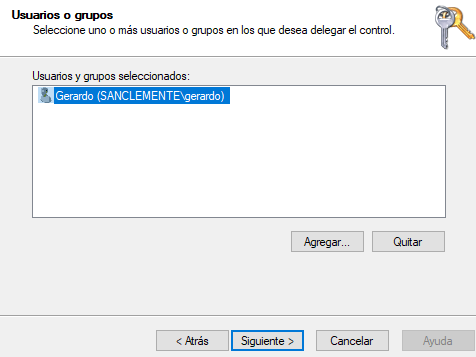 Usuarios o grupos
Seleccione uno o más usuarios o grupos en los que desea delegar el control.
Usuarios y grupos seleccionados:
Gerardo (SANCLEMENTE\gerardo)
Agregar... Quitar
< Atrás Siguiente > Cancelar Ayuda